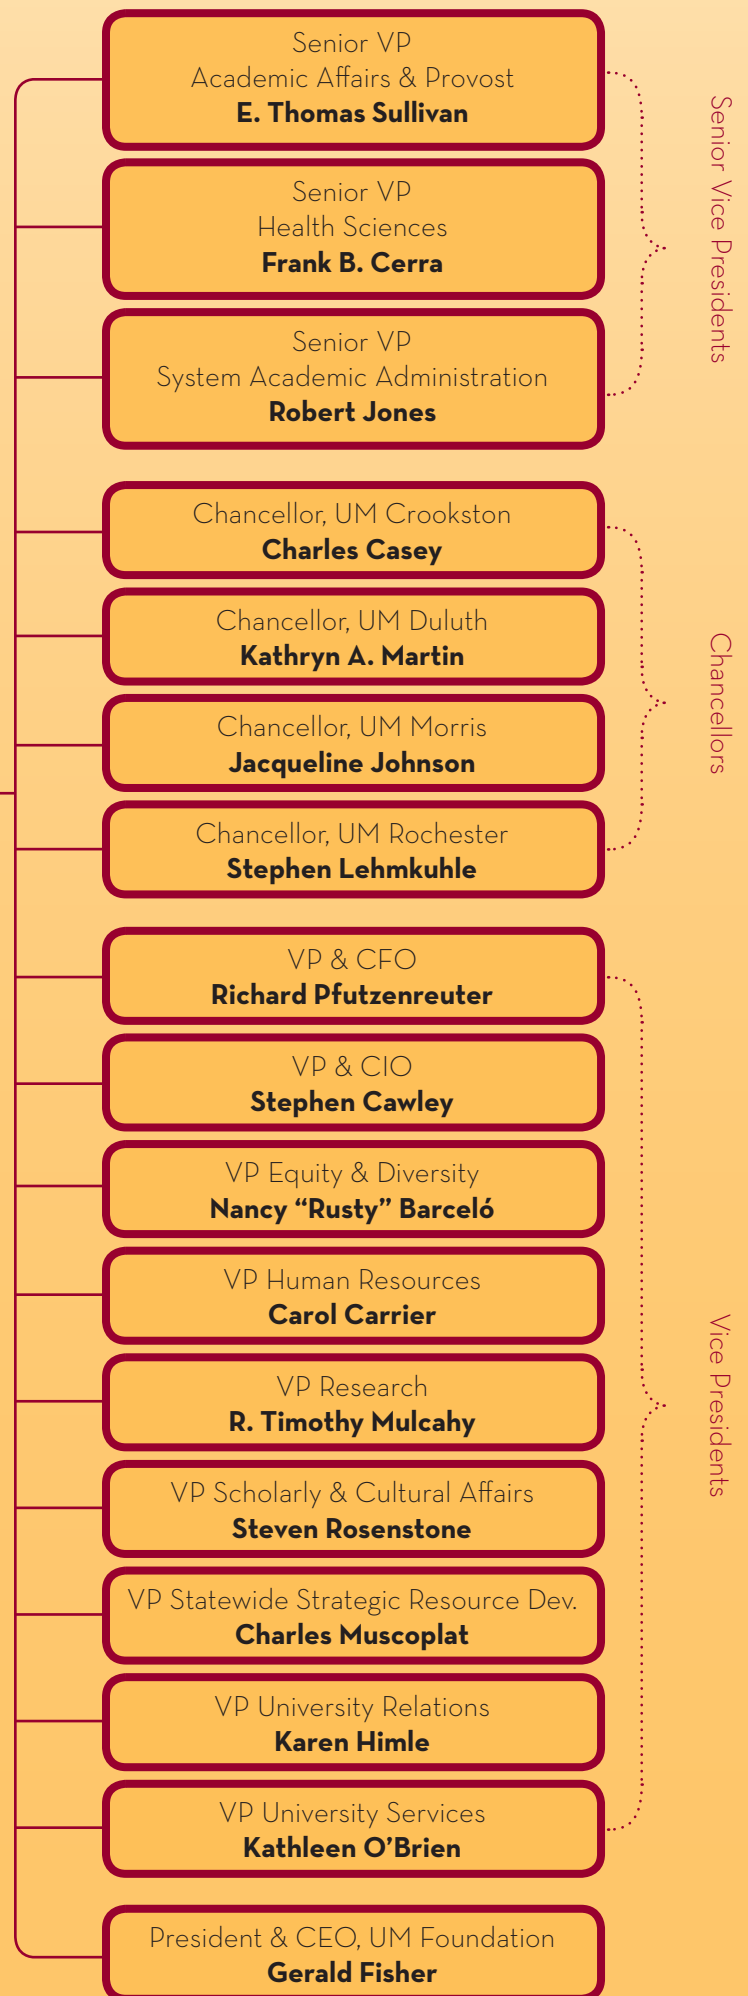 Senior VP
Academic Affairs & Provost
E. Thomas Sullivan
Senior VP
Health Sciences
Frank B. Cerra
Senior VP
System Academic Administration
Robert Jones
Senior Vice Presidents
Chancellor, UM Crookston
Charles Casey
Chancellor, UM Duluth
Kathryn A. Martin
Chancellor, UM Morris
Jacqueline Johnson
Chancellor, UM Rochester
Stephen Lehmkuhle
Chancellors
VP & CFO
Richard Pfutzenreuter
VP & CIO
Stephen Cawley
VP Equity & Diversity
Nancy “Rusty” Barceló
VP Human Resources
Carol Carrier
VP Research
R. Timothy Mulcahy
VP Scholarly & Cultural Affairs
Steven Rosenstone
VP Statewide Strategic Resource Dev.
Charles Muscoplat
VP University Relations
Karen Himle
VP University Services
Kathleen O’Brien
Vice Presidents
President & CEO, UM Foundation
Gerald Fisher